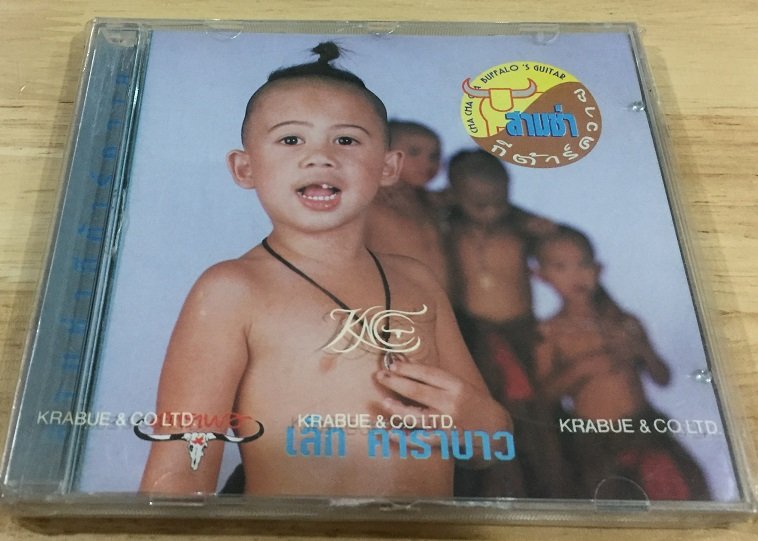 CHA CHA CHA BUFFALO 'S GUITAR
สามช่า
กีต้าร์ควาย
KRABUE & CO LTD.
KRABUE & CO LTD.
KRABUE & CO LTD.
เล็ก คาราบาว